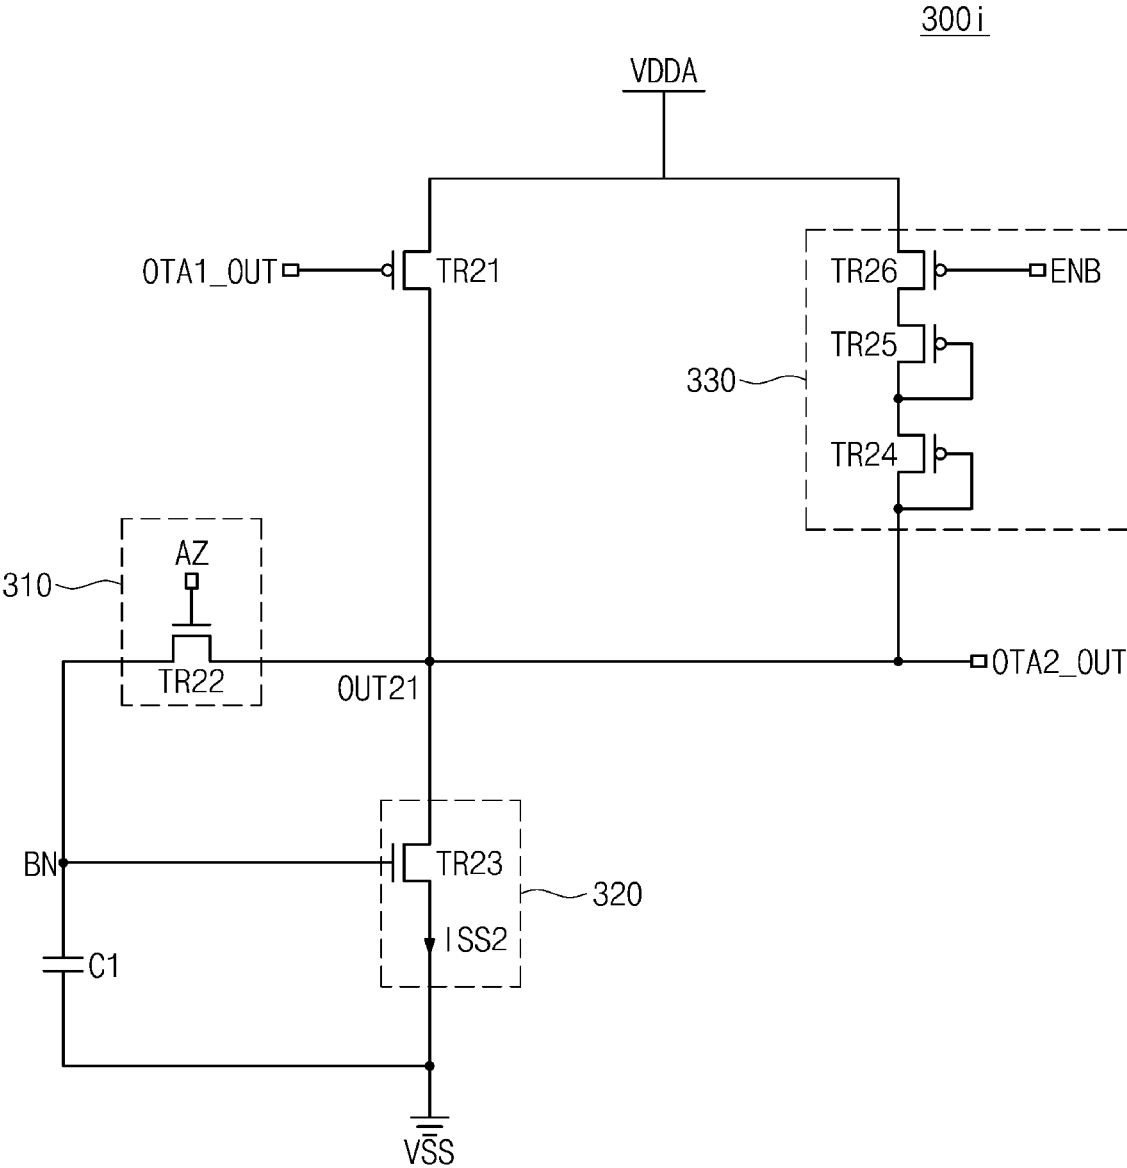 300i
VDDA
OTA1_OUT
TR21
TR26
ENB
TR25
330
TR24
AZ
310
TR22
OUT21
OTA2_OUT
BN
TR23
320
ISS2
C1
VSS